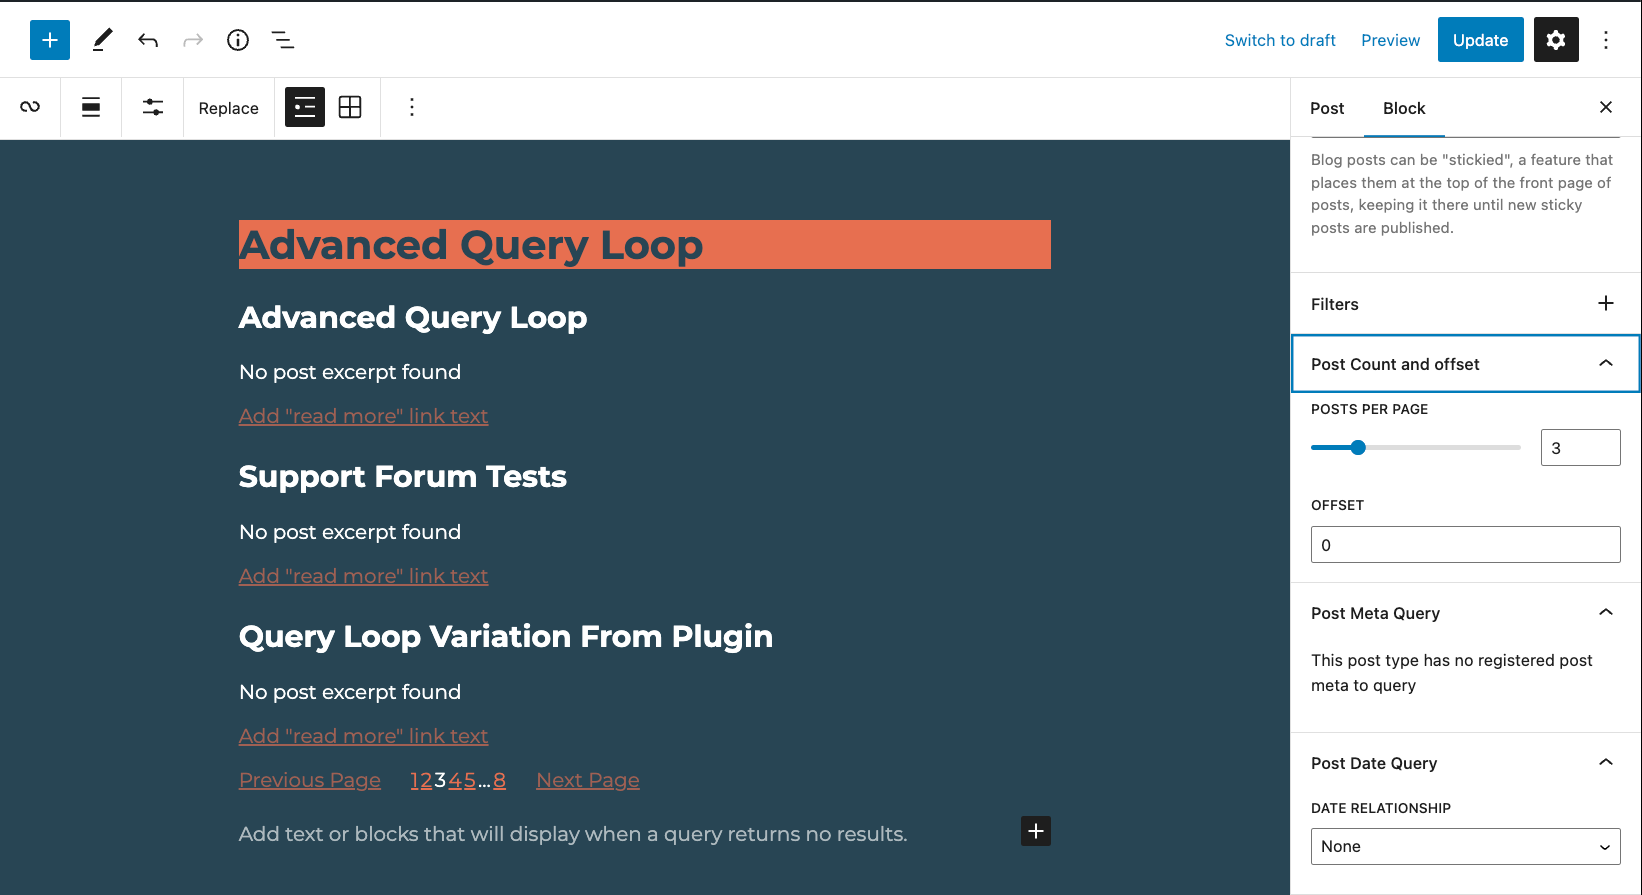 Switch to draft Preview Update
Replace
Post Block
Blog posts can be "stickied", a feature that
places them at the top of the front page of
posts, keeping it there until new sticky
posts are published.
Advanced Query Loop
Advanced Query Loop
No post excerpt found
Add "read more" link text
Support Forum Tests
No post excerpt found
Add "read more" link text
Query Loop Variation From Plugin
No post excerpt found
Add "read more" link text
Previous Page 12345...8 Next Page
Add text or blocks that will display when a query returns no results.
Filters
Post Count and offset
POSTS PER PAGE
3
OFFSET
0
Post Meta Query
This post type has no registered post
meta to query
Post Date Query
DATE RELATIONSHIP
None